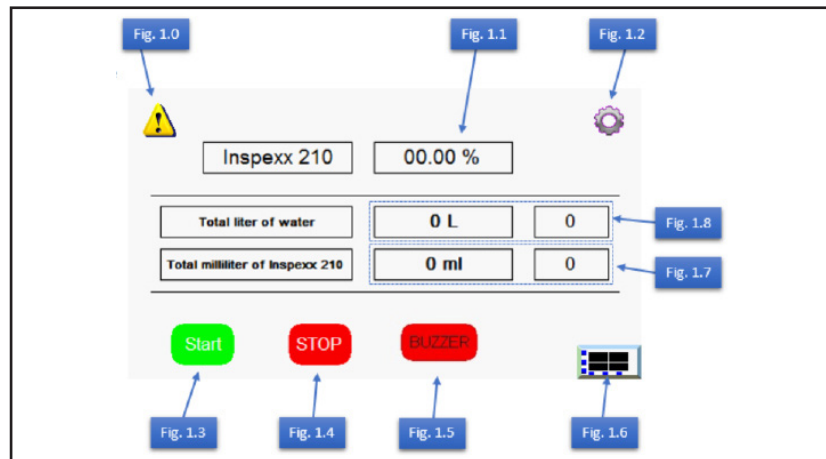 Fig. 1.0
Fig. 1.1
Fig. 1.2
Inspexx 210
00.00 %
Total liter of water
0 L
0
Fig. 1.8
Total milliliter of Inspexx 210
0 ml
0
Fig. 1.7
Start
STOP
BUZZER
Fig. 1.3
Fig. 1.4
Fig. 1.5
Fig. 1.6